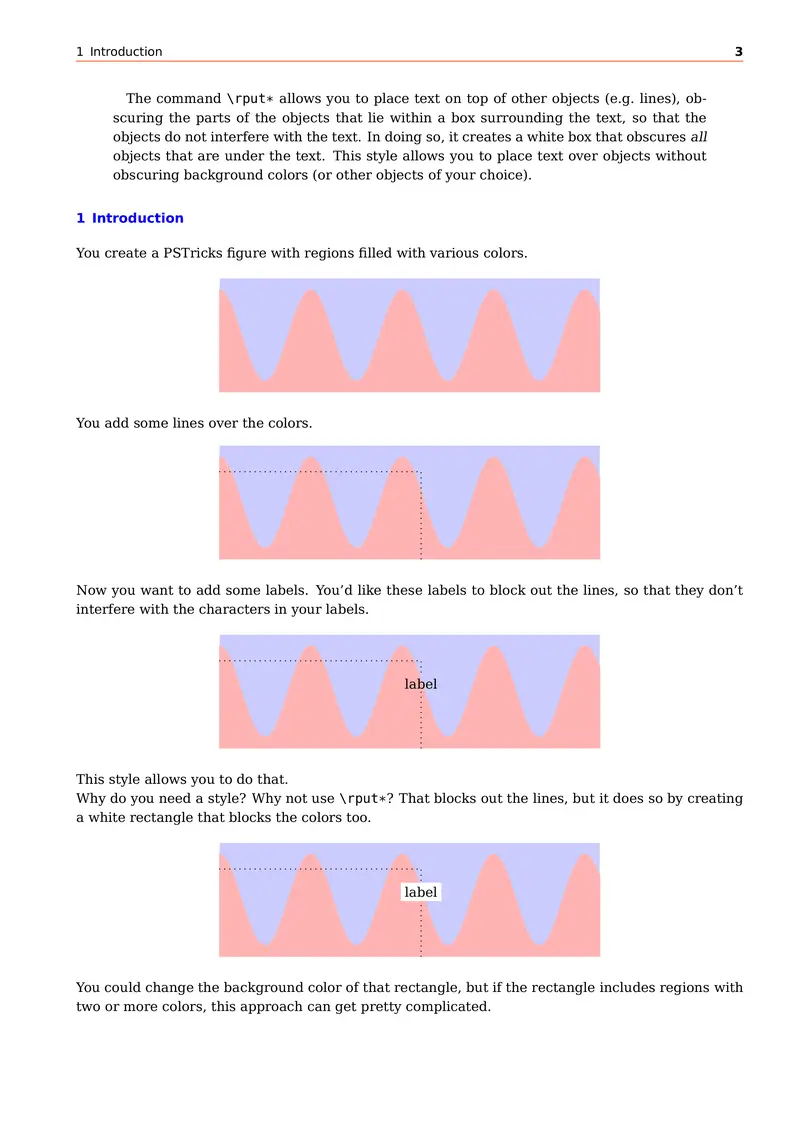 1 Introduction 3
The command \rput* allows you to place text on top of other objects (e.g. lines), ob-
scuring the parts of the objects that lie within a box surrounding the text, so that the
objects do not interfere with the text. In doing so, it creates a white box that obscures all
objects that are under the text. This style allows you to place text over objects without
obscuring background colors (or other objects of your choice).
1 Introduction
You create a PSTricks figure with regions filled with various colors.
You add some lines over the colors.
Now you want to add some labels. You’d like these labels to block out the lines, so that they don’t
interfere with the characters in your labels.
label
This style allows you to do that.
Why do you need a style? Why not use \rput*? That blocks out the lines, but it does so by creating
a white rectangle that blocks the colors too.
label
You could change the background color of that rectangle, but if the rectangle includes regions with
two or more colors, this approach can get pretty complicated.